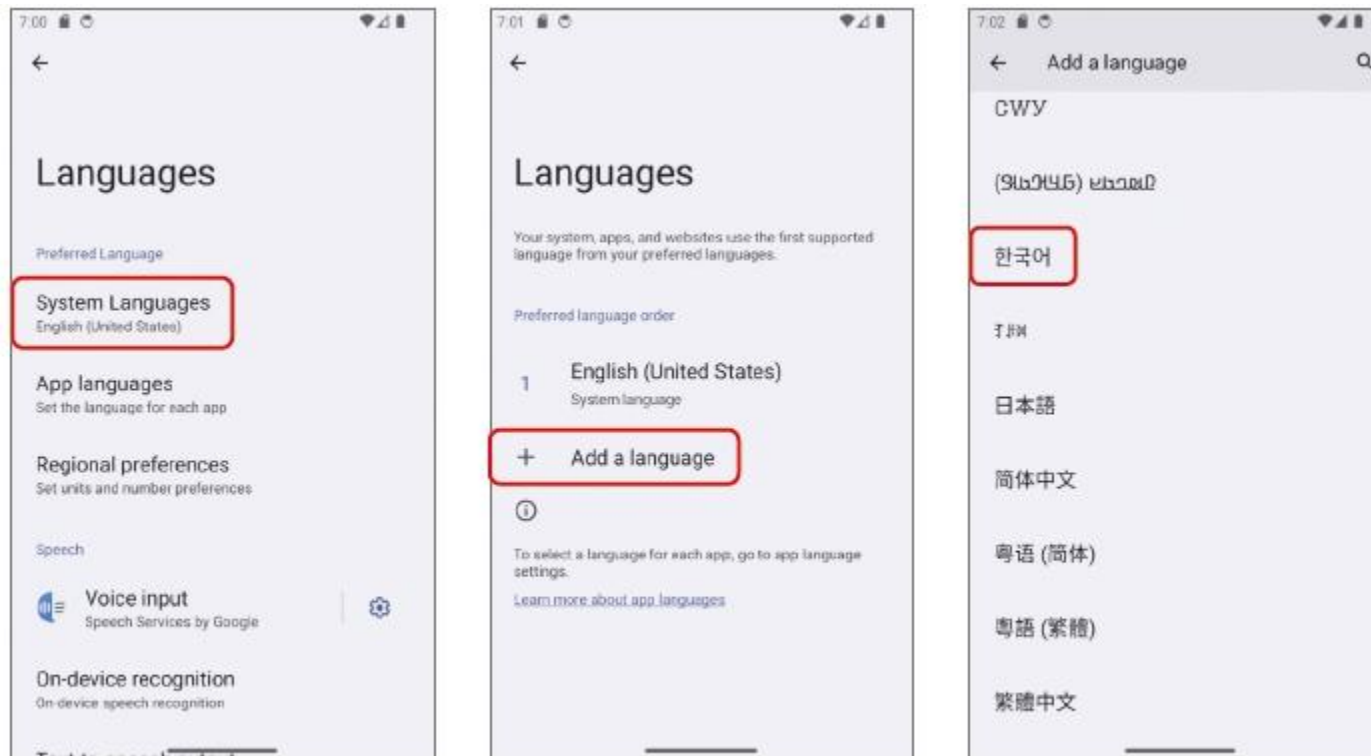 7:00
Languages
Preferred Language
System Languages
English (United States)
App languages
Set the language for each app
Regional preferences
Set units and number preferences
Speech
Voice input
Speech Services by Google
On-device recognition
On-device speech recognition
7:01
Languages
Your system, apps, and websites use the first supported
language from your preferred languages.
Preferred language order
1 English (United States)
System language
+ Add a language
To select a language for each app, go to app language
settings.
Learn more about app languages
7:02
Add a language
ᏣᎳᎩ
한국어
日本語
简体中文
粤语 (简体)
粵語 (繁體)
繁體中文